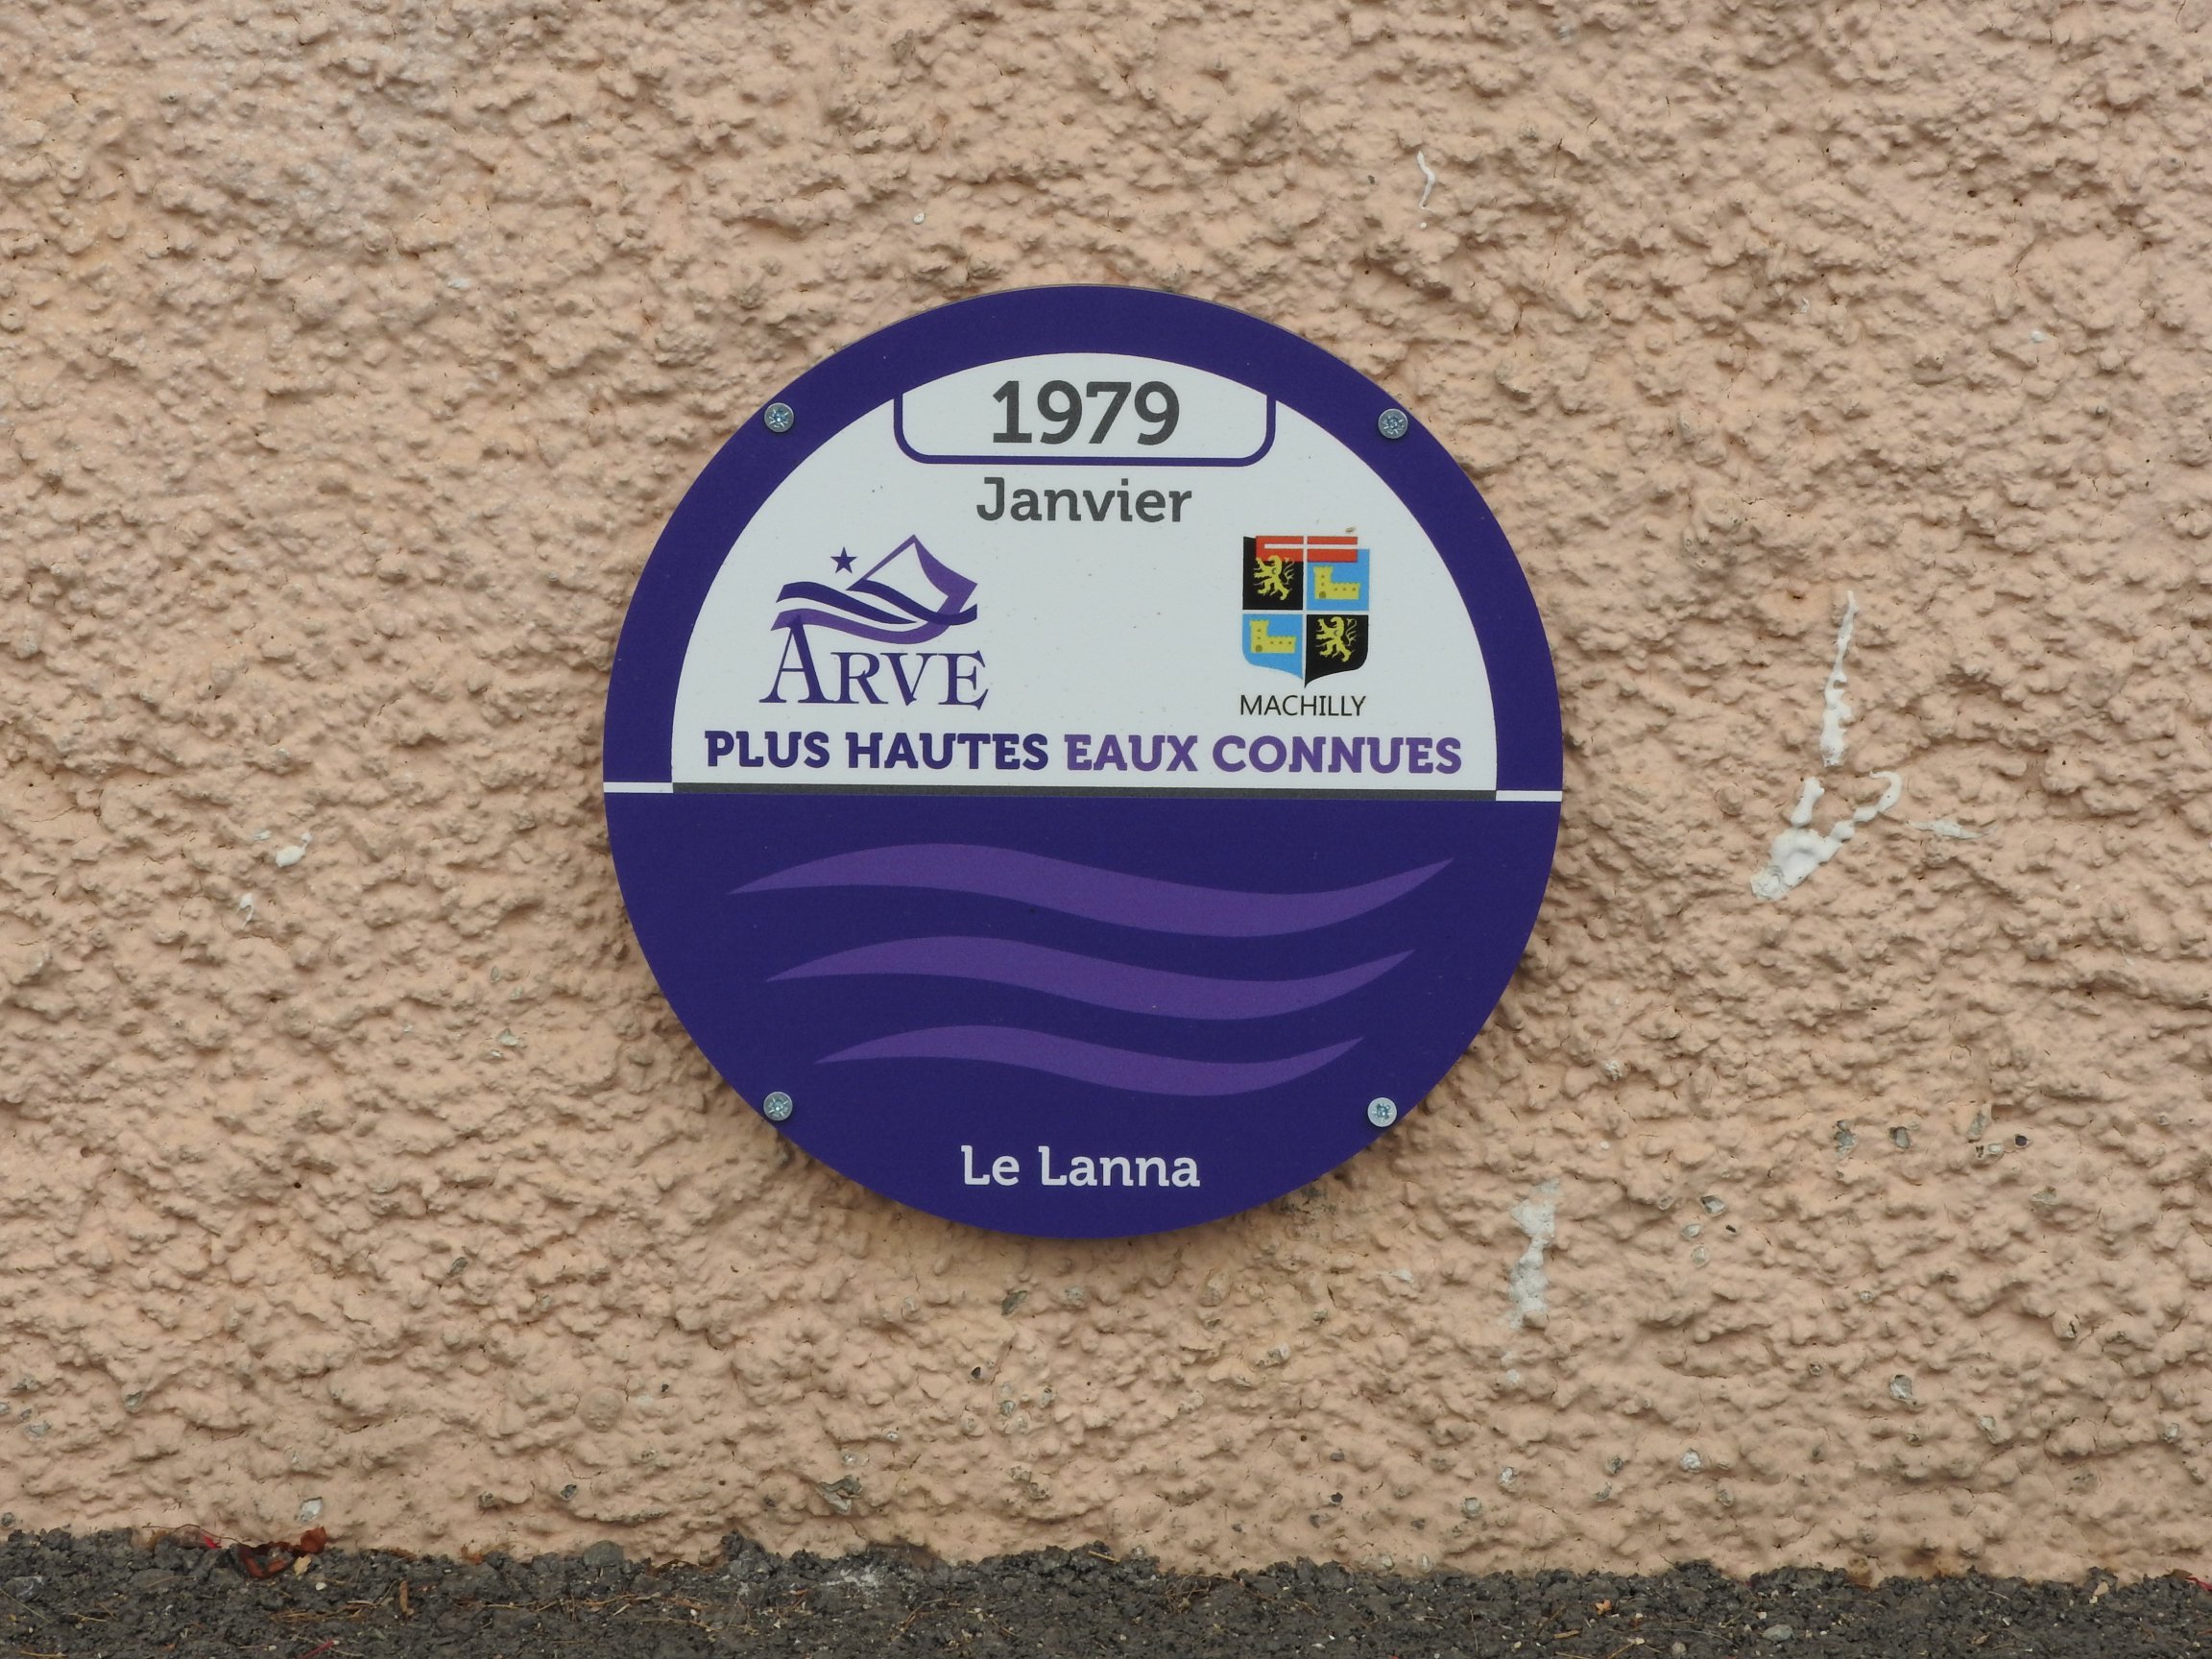 1979
Janvier
ARVE
MACHILLY
PLUS HAUTES EAUX CONNUES
Le Lanna